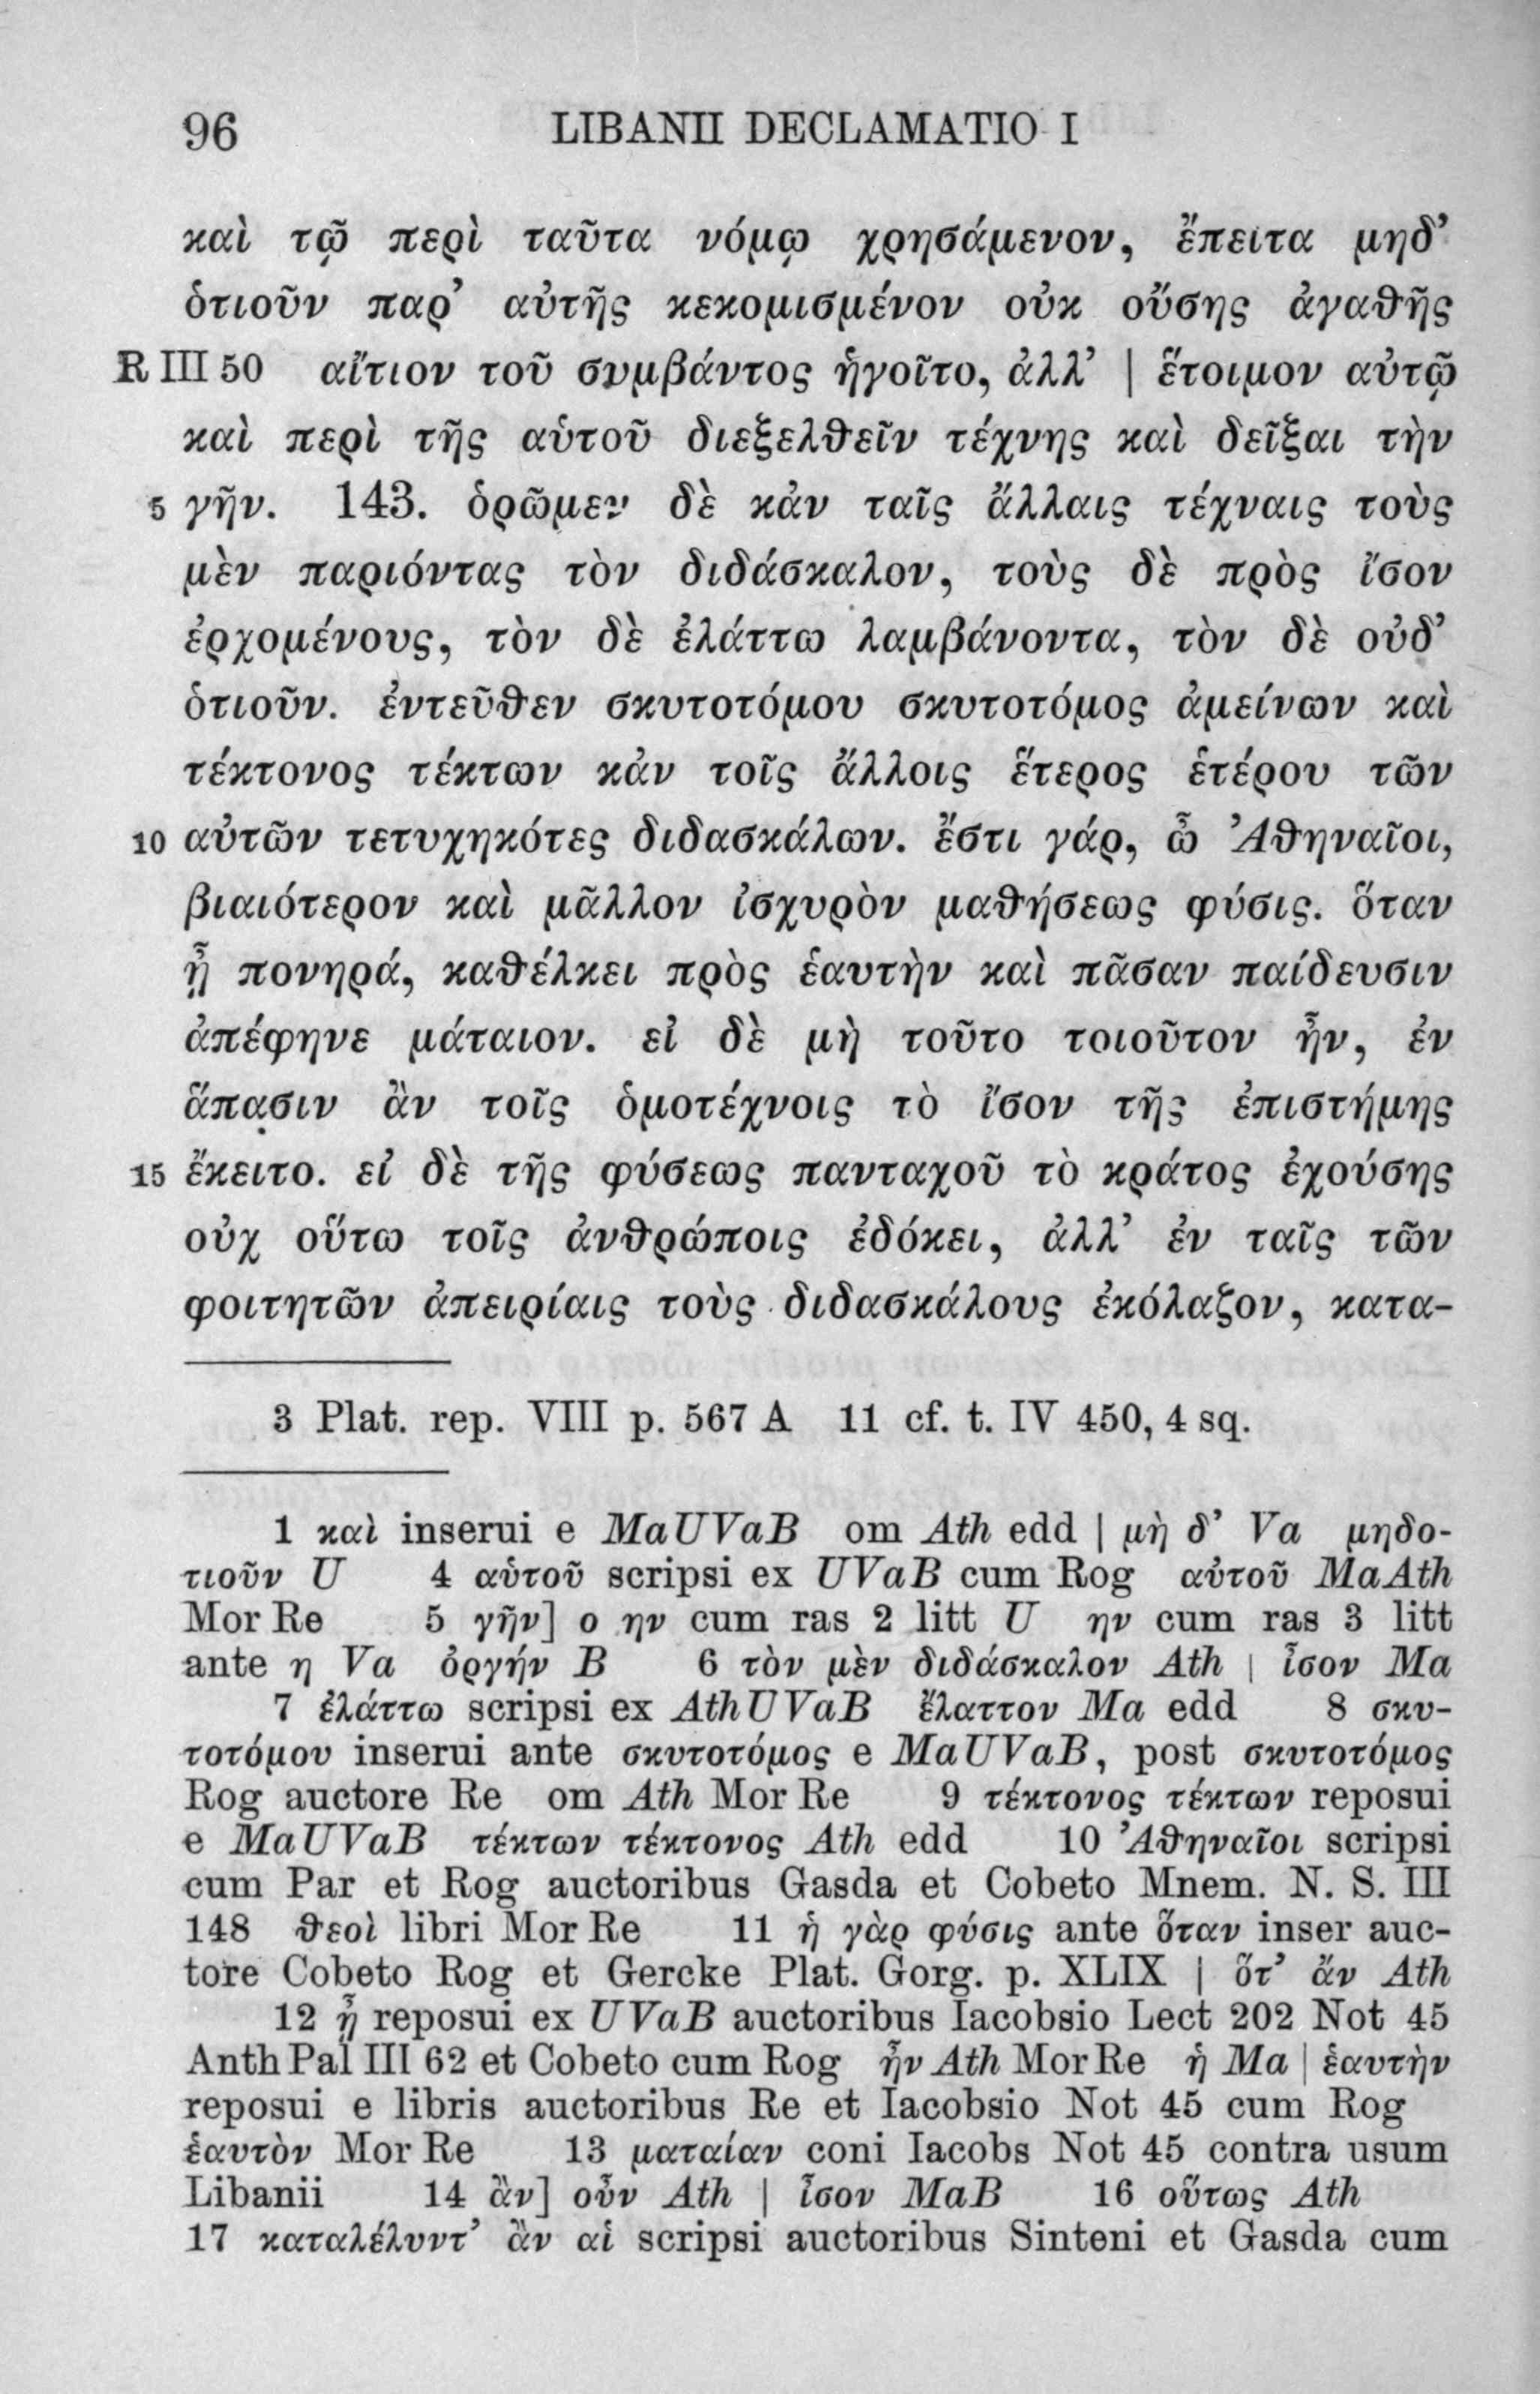 96 LIBANII DECLAMATIO I
καὶ τῷ περὶ ταῦτα νόμῳ χρησάμενον, ἔπειτα μηδ’
ὁτιοῦν παρ’ αὐτῆς κεκομισμένον οὐκ οὔσης ἀγαθῆς
R III 50 αἴτιον τοῦ συμβάντος ἡγοῖτο, ἀλλ’ | ἕτοιμον αὐτῷ
καὶ περὶ τῆς αὑτοῦ διεξελθεῖν τέχνης καὶ δεῖξαι τὴν
5 γῆν. 143. ὁρῶμεν δὲ κἀν ταῖς ἄλλαις τέχναις τοὺς
μὲν παριόντας τὸν διδάσκαλον, τοὺς δὲ πρὸς ἴσον
ἐρχομένους, τὸν δὲ ἐλάττω λαμβάνοντα, τὸν δὲ οὐδ’
ὁτιοῦν. ἐντεῦθεν σκυτοτόμου σκυτοτόμος ἀμείνων καὶ
τέκτονος τέκτων κἀν τοῖς ἄλλοις ἕτερος ἑτέρου τῶν
10 αὐτῶν τετυχηκότες διδασκάλων. ἔστι γάρ, ὦ Ἀθηναῖοι,
βιαιότερον καὶ μᾶλλον ἰσχυρὸν μαθήσεως φύσις. ὅταν
ᾖ πονηρά, καθέλκει πρὸς ἑαυτὴν καὶ πᾶσαν παίδευσιν
ἀπέφηνε μάταιον. εἰ δὲ μὴ τοῦτο τοιοῦτον ἦν, ἐν
ἅπασιν ἂν τοῖς ὁμοτέχνοις τὸ ἴσον τῆς ἐπιστήμης
15 ἔκειτο. εἰ δὲ τῆς φύσεως πανταχοῦ τὸ κράτος ἐχούσης
οὐχ οὕτω τοῖς ἀνθρώποις ἐδόκει, ἀλλ’ ἐν ταῖς τῶν
φοιτητῶν ἀπειρίαις τοὺς διδασκάλους ἐκόλαζον, κατα-
3 Plat. rep. VIII p. 567 A 11 cf. t. IV 450, 4 sq.
1 καὶ inserui e MaUVaB om Ath edd | μὴ δ’ Va μηδο-
τιοῦν U 4 αὑτοῦ scripsi ex UVaB cum Rog αὐτοῦ MaAth
Mor Re 5 γῆν] ο ην cum ras 2 litt U ην cum ras 3 litt
ante η Va ὀργήν B 6 τὸν μὲν διδάσκαλον Ath | ἶσον Ma
7 ἐλάττω scripsi ex AthUVaB ἔλαττον Ma edd 8 σκυ-
τοτόμου inserui ante σκυτοτόμος e MaUVaB, post σκυτοτόμος
Rog auctore Re om Ath Mor Re 9 τέκτονος τέκτων reposui
e MaUVaB τέκτων τέκτονος Ath edd 10 Ἀθηναῖοι scripsi
cum Par et Rog auctoribus Gasda et Cobeto Mnem. N. S. III
148 θεοὶ libri Mor Re 11 ἡ γὰρ φύσις ante ὅταν inser auc-
tore Cobeto Rog et Gercke Plat. Gorg. p. XLIX | ὅτ’ ἄν Ath
12 ᾖ reposui ex UVaB auctoribus Iacobsio Lect 202 Not 45
Anth Pal III 62 et Cobeto cum Rog ἦν Ath MorRe ἡ Ma | ἑαυτὴν
reposui e libris auctoribus Re et Iacobsio Not 45 cum Rog
ἑαυτὸν Mor Re 13 ματαίαν coni Iacobs Not 45 contra usum
Libanii 14 ἂν] οὖν Ath | ἶσον MaB 16 οὕτως Ath
17 καταλέλυντ’ ἂν αἱ scripsi auctoribus Sinteni et Gasda cum